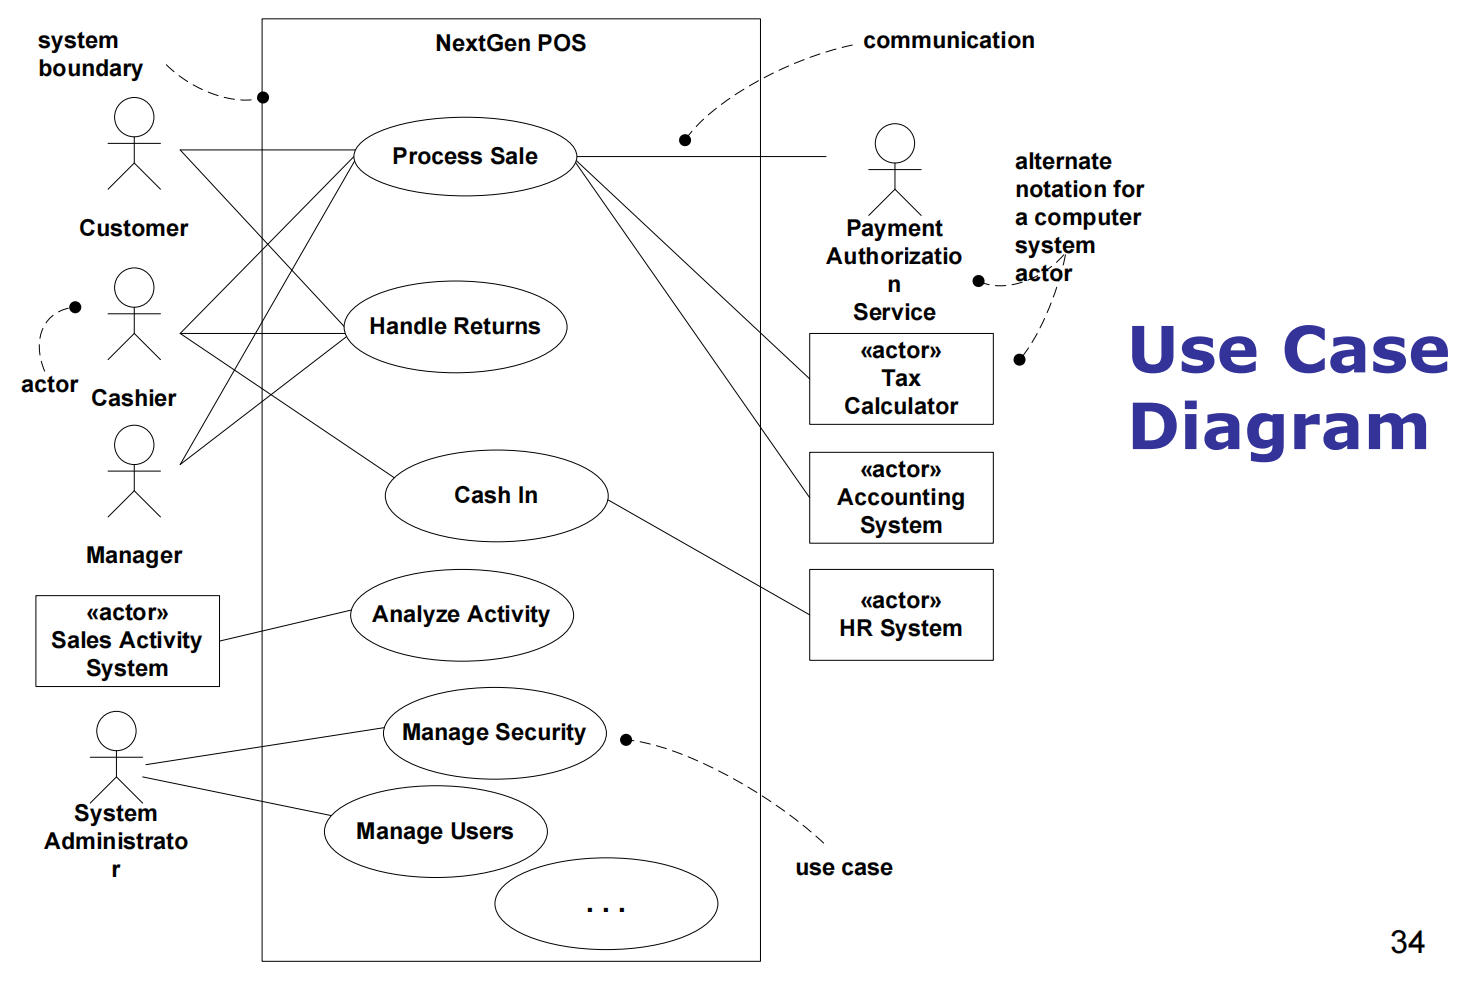 system
boundary
NextGen POS
communication
Customer
Process Sale
Payment
Authorizatio
n
Service
alternate
notation for
a computer
system
actor
actor
Cashier
Handle Returns
«actor»
Tax
Calculator
Use Case
Diagram
Manager
Cash In
«actor»
Accounting
System
«actor»
Sales Activity
System
Analyze Activity
«actor»
HR System
System
Administrato
r
Manage Security
Manage Users
use case
. . .
34